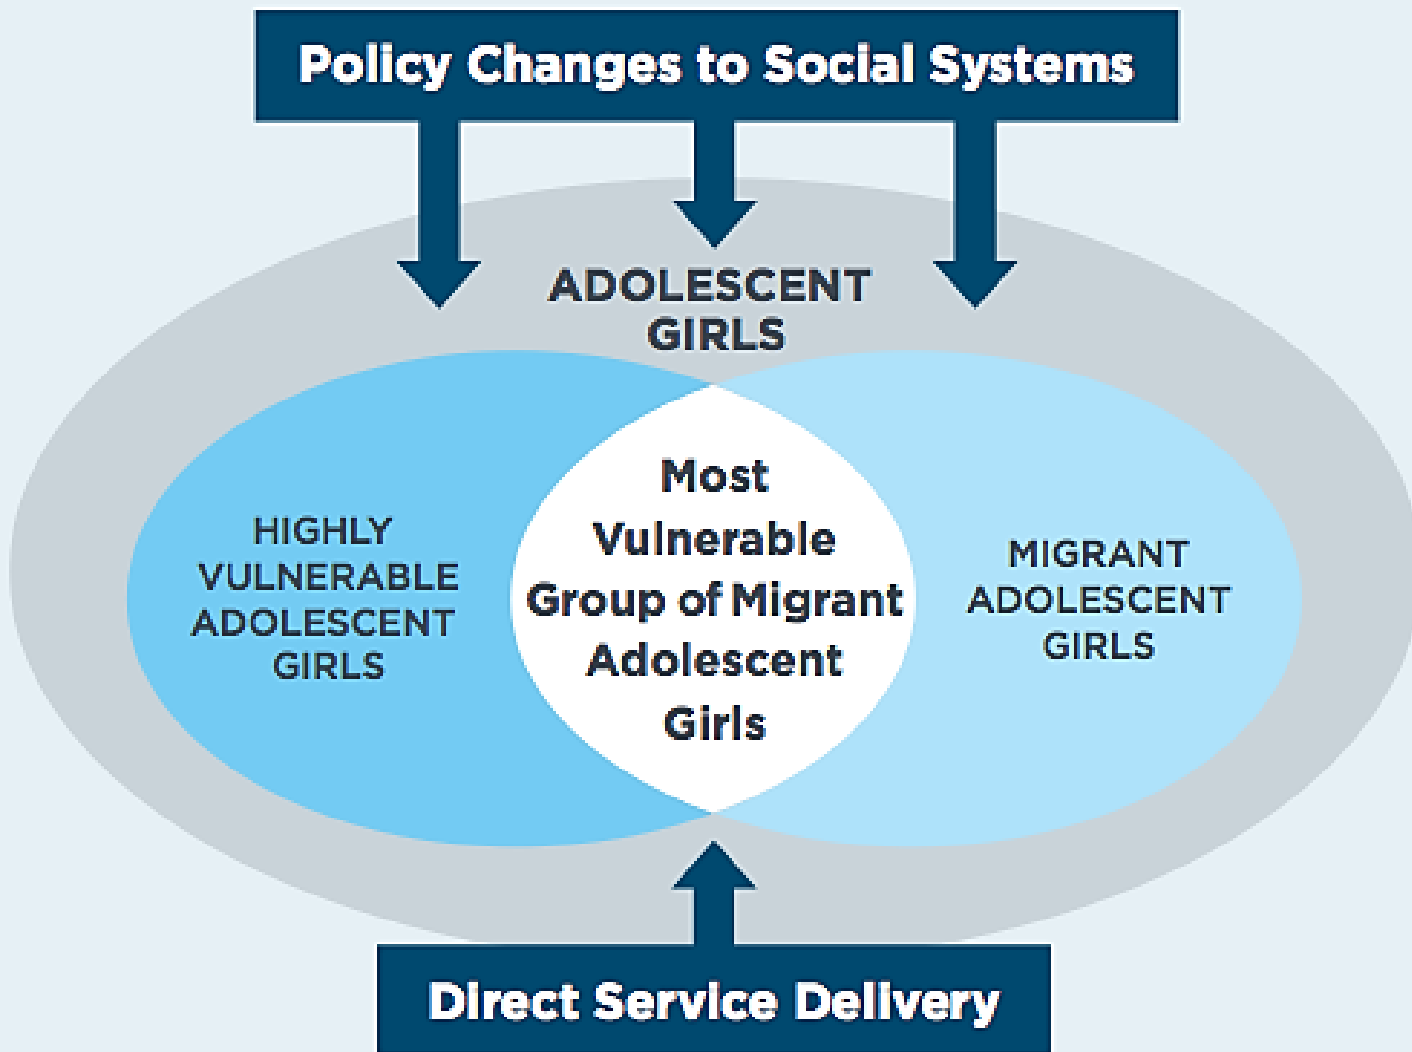 Policy Changes to Social Systems
ADOLESCENT
GIRLS
HIGHLY
VULNERABLE
ADOLESCENT
GIRLS
Most
Vulnerable
Group of Migrant
Adolescent
Girls
MIGRANT
ADOLESCENT
GIRLS
Direct Service Delivery